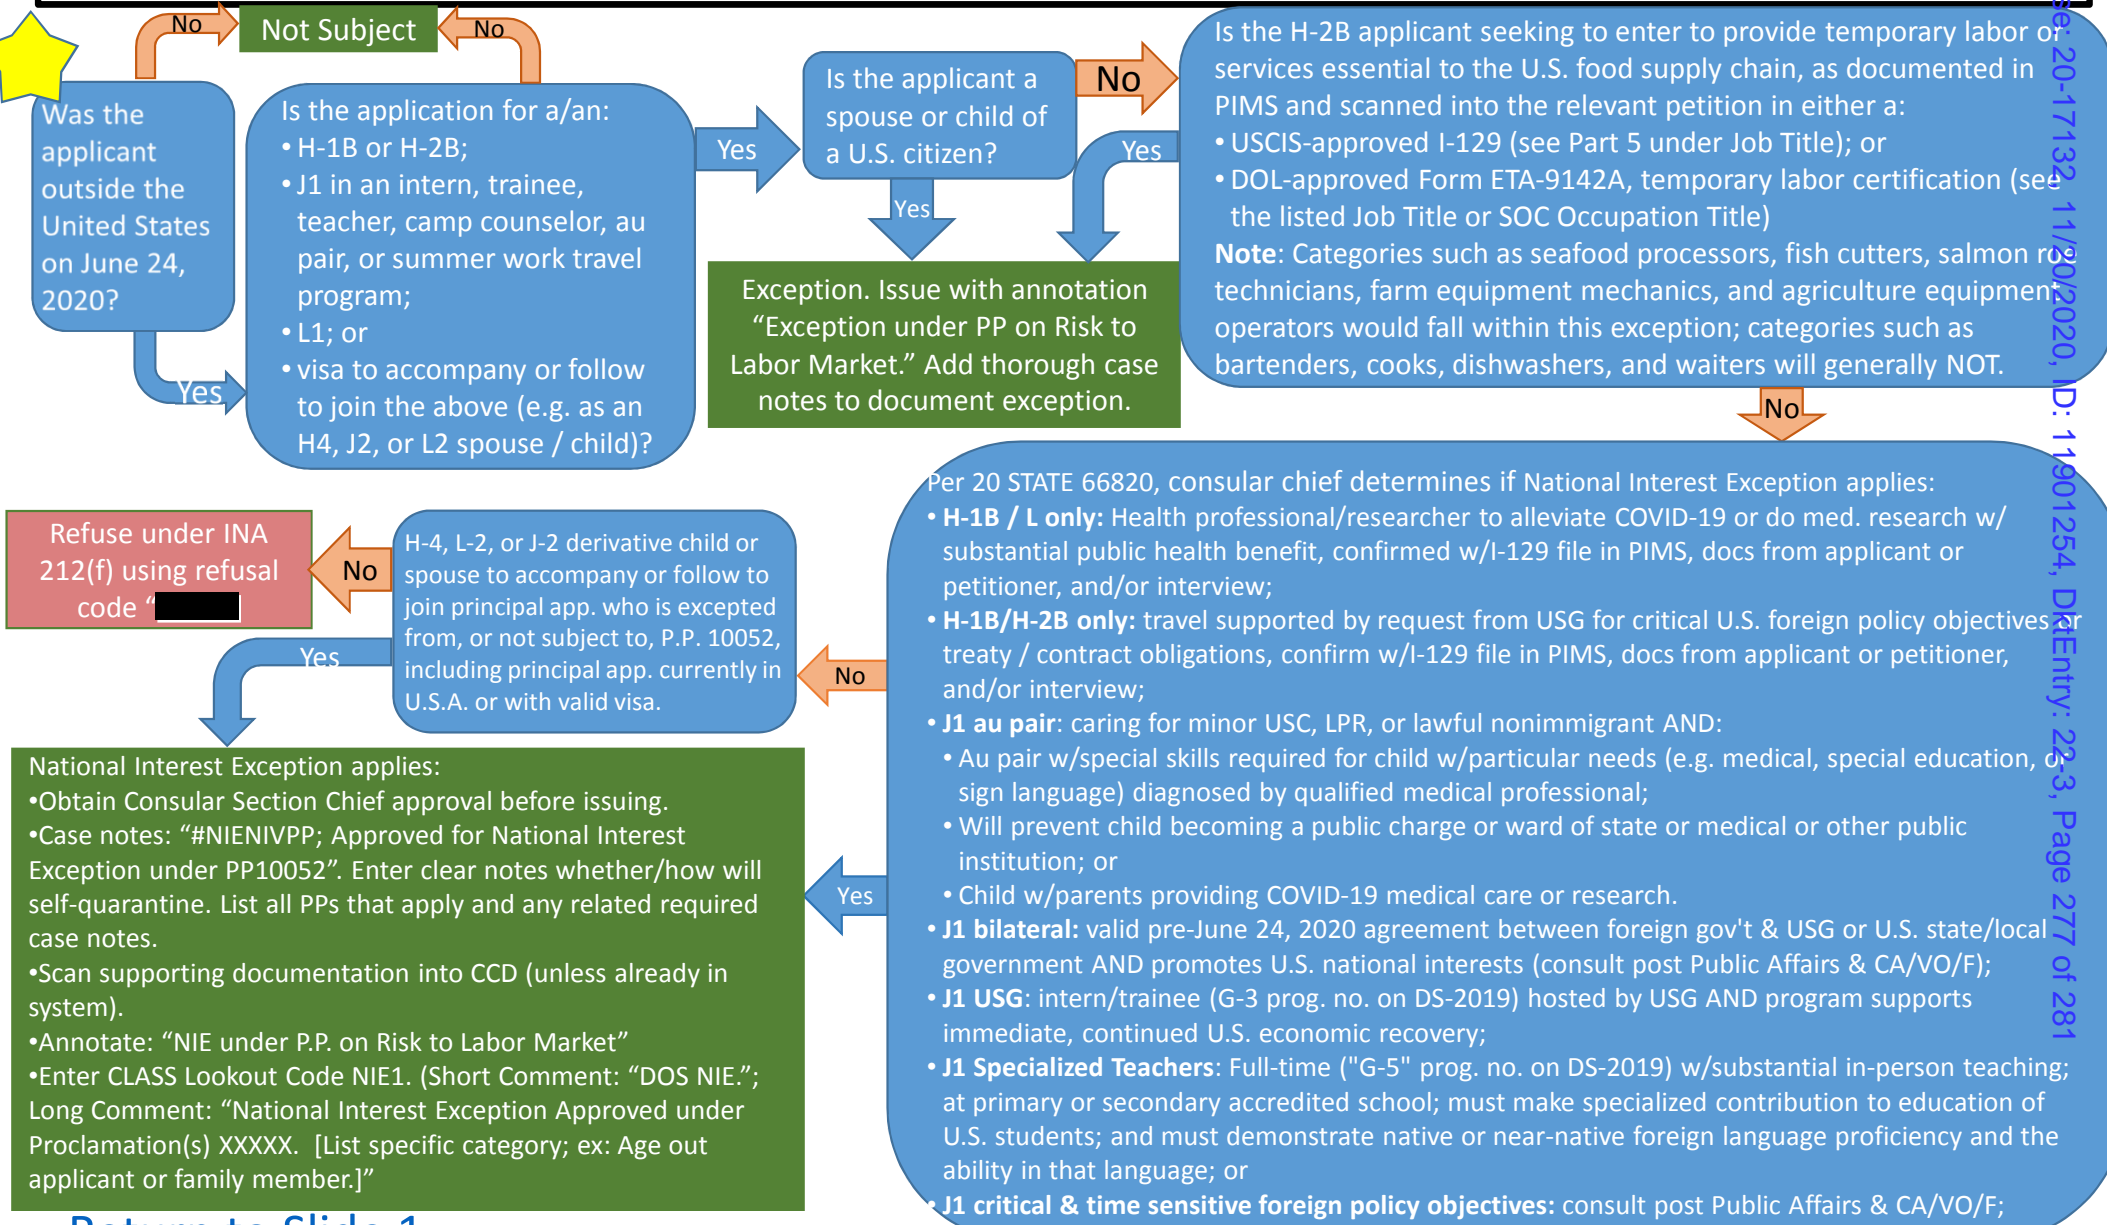 No
Not Subject
No
Was the
applicant
outside the
United States
on June 24,
2020?
Yes
Is the application for a/an:
• H-1B or H-2B;
• J1 in an intern, trainee,
teacher, camp counselor, au
pair, or summer work travel
program;
• L1; or
• visa to accompany or follow
to join the above (e.g. as an
H4, J2, or L2 spouse / child)?
Yes
Is the applicant a
spouse or child of
a U.S. citizen?
No
Yes
Yes
Exception. Issue with annotation
“Exception under PP on Risk to
Labor Market.” Add thorough case
notes to document exception.
Is the H-2B applicant seeking to enter to provide temporary labor or
services essential to the U.S. food supply chain, as documented in
PIMS and scanned into the relevant petition in either a:
• USCIS-approved I-129 (see Part 5 under Job Title); or
• DOL-approved Form ETA-9142A, temporary labor certification (see
the listed Job Title or SOC Occupation Title)
Note: Categories such as seafood processors, fish cutters, salmon roe
technicians, farm equipment mechanics, and agriculture equipment
operators would fall within this exception; categories such as
bartenders, cooks, dishwashers, and waiters will generally NOT.
No
Per 20 STATE 66820, consular chief determines if National Interest Exception applies:
• H-1B / L only: Health professional/researcher to alleviate COVID-19 or do med. research w/
substantial public health benefit, confirmed w/I-129 file in PIMS, docs from applicant or
petitioner, and/or interview;
• H-1B/H-2B only: travel supported by request from USG for critical U.S. foreign policy objectives or
treaty / contract obligations, confirm w/I-129 file in PIMS, docs from applicant or petitioner,
and/or interview;
• J1 au pair: caring for minor USC, LPR, or lawful nonimmigrant AND:
• Au pair w/special skills required for child w/particular needs (e.g. medical, special education, or
sign language) diagnosed by qualified medical professional;
• Will prevent child becoming a public charge or ward of state or medical or other public
institution; or
• Child w/parents providing COVID-19 medical care or research.
• J1 bilateral: valid pre-June 24, 2020 agreement between foreign gov't & USG or U.S. state/local
government AND promotes U.S. national interests (consult post Public Affairs & CA/VO/F);
• J1 USG: intern/trainee (G-3 prog. no. on DS-2019) hosted by USG AND program supports
immediate, continued U.S. economic recovery;
• J1 Specialized Teachers: Full-time ("G-5" prog. no. on DS-2019) w/substantial in-person teaching;
at primary or secondary accredited school; must make specialized contribution to education of
U.S. students; and must demonstrate native or near-native foreign language proficiency and the
ability in that language; or
• J1 critical & time sensitive foreign policy objectives: consult post Public Affairs & CA/VO/F;
No
Yes
H-4, L-2, or J-2 derivative child or
spouse to accompany or follow to
join principal app. who is excepted
from, or not subject to, P.P. 10052,
including principal app. currently in
U.S.A. or with valid visa.
No
Refuse under INA
212(f) using refusal
code “
Yes
National Interest Exception applies:
•Obtain Consular Section Chief approval before issuing.
•Case notes: “#NIENIVPP; Approved for National Interest
Exception under PP10052”. Enter clear notes whether/how will
self-quarantine. List all PPs that apply and any related required
case notes.
•Scan supporting documentation into CCD (unless already in
system).
•Annotate: “NIE under P.P. on Risk to Labor Market”
•Enter CLASS Lookout Code NIE1. (Short Comment: “DOS NIE.”;
Long Comment: “National Interest Exception Approved under
Proclamation(s) XXXXX.  [List specific category; ex: Age out
applicant or family member.]”
Return to Slide 1
se: 20-17132, 11/20/2020, ID: 11901254, DktEntry: 22-3, Page 277 of 281